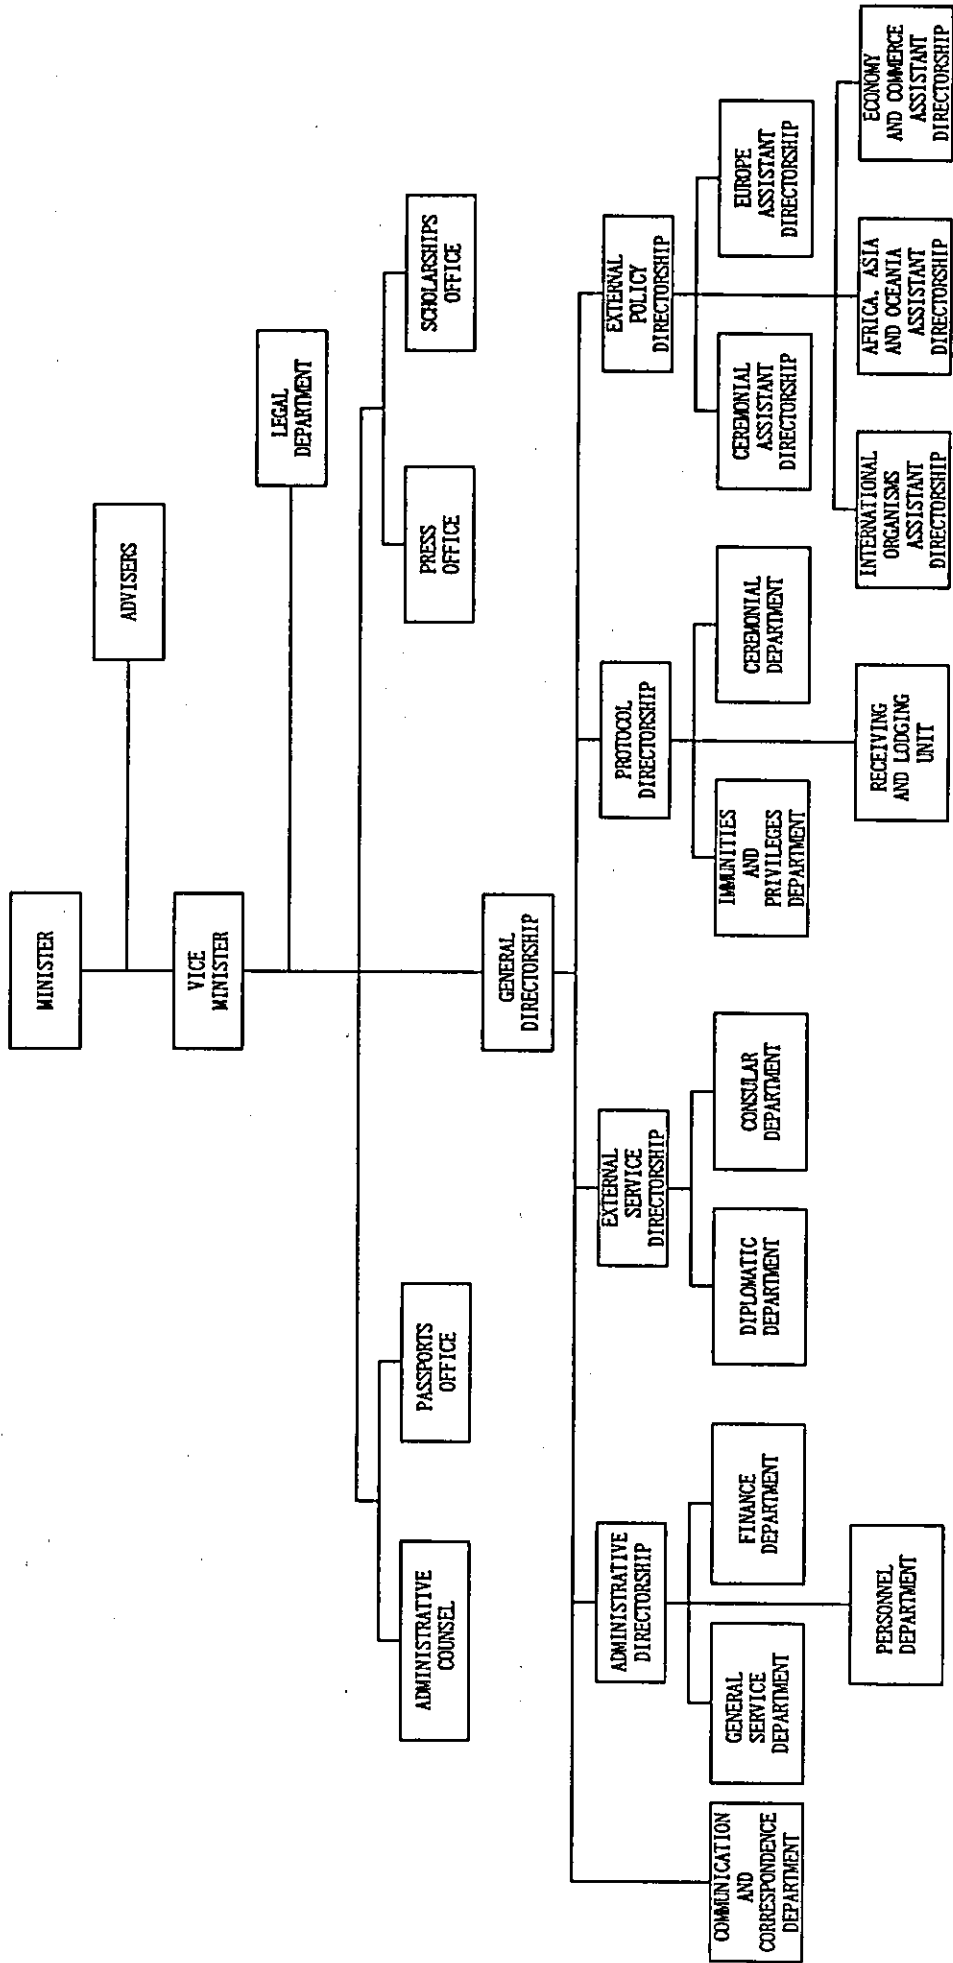 MINISTER
ADVISERS
VICE
MINISTER
LEGAL
DEPARTMENT
ADMINISTRATIVE
COUNSEL
PASSPORTS
OFFICE
PRESS
OFFICE
SCHOLARSHIPS
OFFICE
GENERAL
DIRECTORSHIP
ADMINISTRATIVE
DIRECTORSHIP
EXTERNAL
SERVICE
DIRECTORSHIP
PROTOCOL
DIRECTORSHIP
EXTERNAL
POLICY
DIRECTORSHIP
COMMUNICATION
AND
CORRESPONDENCE
DEPARTMENT
GENERAL
SERVICE
DEPARTMENT
FINANCE
DEPARTMENT
DIPLOMATIC
DEPARTMENT
CONSULAR
DEPARTMENT
IMMUNITIES
AND
PRIVILEGES
DEPARTMENT
CEREMONIAL
DEPARTMENT
CEREMONIAL
ASSISTANT
DIRECTORSHIP
EUROPE
ASSISTANT
DIRECTORSHIP
PERSONNEL
DEPARTMENT
RECEIVING
AND LODGING
UNIT
INTERNATIONAL
ORGANISMS
ASSISTANT
DIRECTORSHIP
AFRICA, ASIA
AND OCEANIA
ASSISTANT
DIRECTORSHIP
ECONOMY
AND COMMERCE
ASSISTANT
DIRECTORSHIP